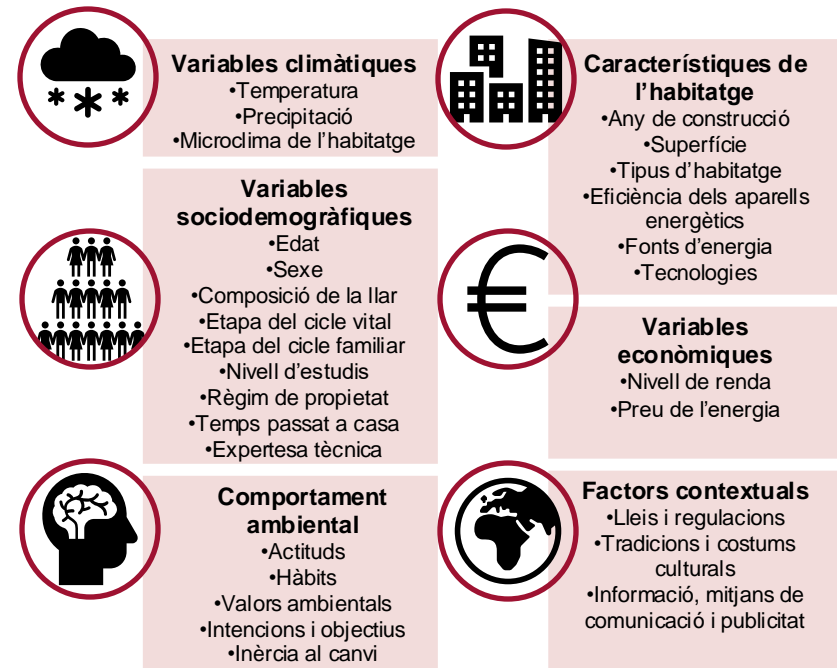 Variables climàtiques
•Temperatura
•Precipitació
•Microclima de l'habitatge
Característiques de
l'habitatge
•Any de construcció
•Superfície
•Tipus d'habitatge
•Eficiència dels aparells
energètics
•Fonts d'energia
•Tecnologies
Variables
sociodemogràfiques
•Edat
•Sexe
•Composició de la llar
•Etapa del cicle vital
•Etapa del cicle familiar
•Nivell d'estudis
•Règim de propietat
•Temps passat a casa
•Expertesa tècnica
Variables
econòmiques
•Nivell de renda
•Preu de l'energia
Comportament
ambiental
•Actituds
•Hàbits
•Valors ambientals
•Intencions i objectius
•Inèrcia al canvi
Factors contextuals
•Lleis i regulacions
•Tradicions i costums
culturals
•Informació, mitjans de
comunicació i publicitat